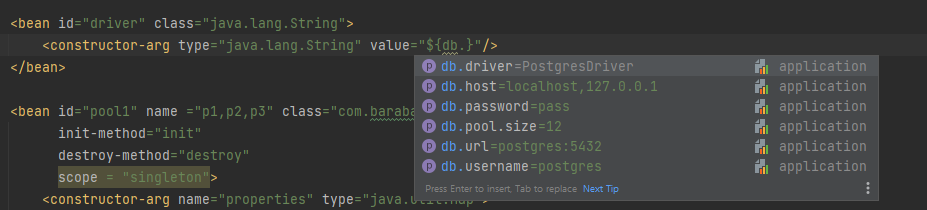 <bean id="driver" class="java.lang.String">
<constructor-arg type="java.lang.String" value="${db.}"/>
</bean>
db.driver=PostgresDriver application
db.host=localhost,127.0.0.1 application
db.password=pass application
db.pool.size=12 application
db.url=postgres:5432 application
db.username=postgres application
Press Enter to insert, Tab to replace Next Tip
<bean id="pool1" name =p1,p2,p3" class="com.baraba
init-method="init"
destroy-method="destroy"
scope = "singleton">
<constructor-arg name="properties" type="java.util.Map">